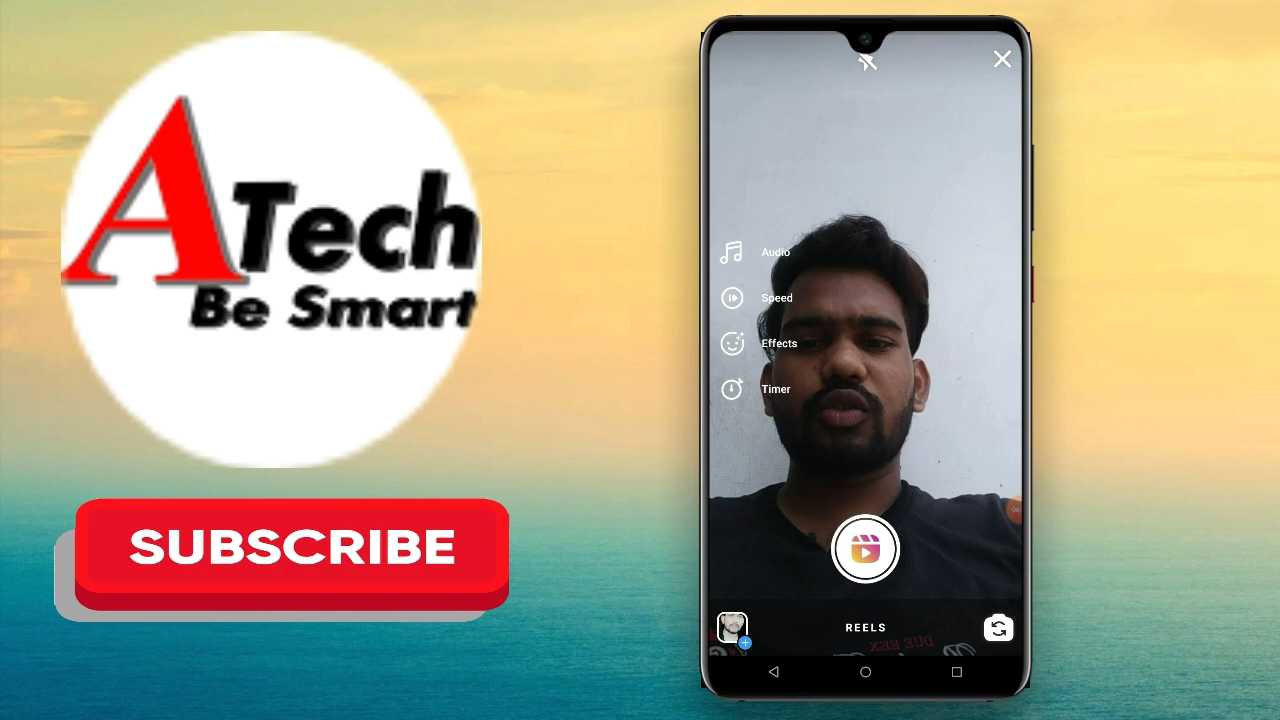 ATech
Be Smart
SUBSCRIBE
Audio
Speed
Effects
Timer
REELS